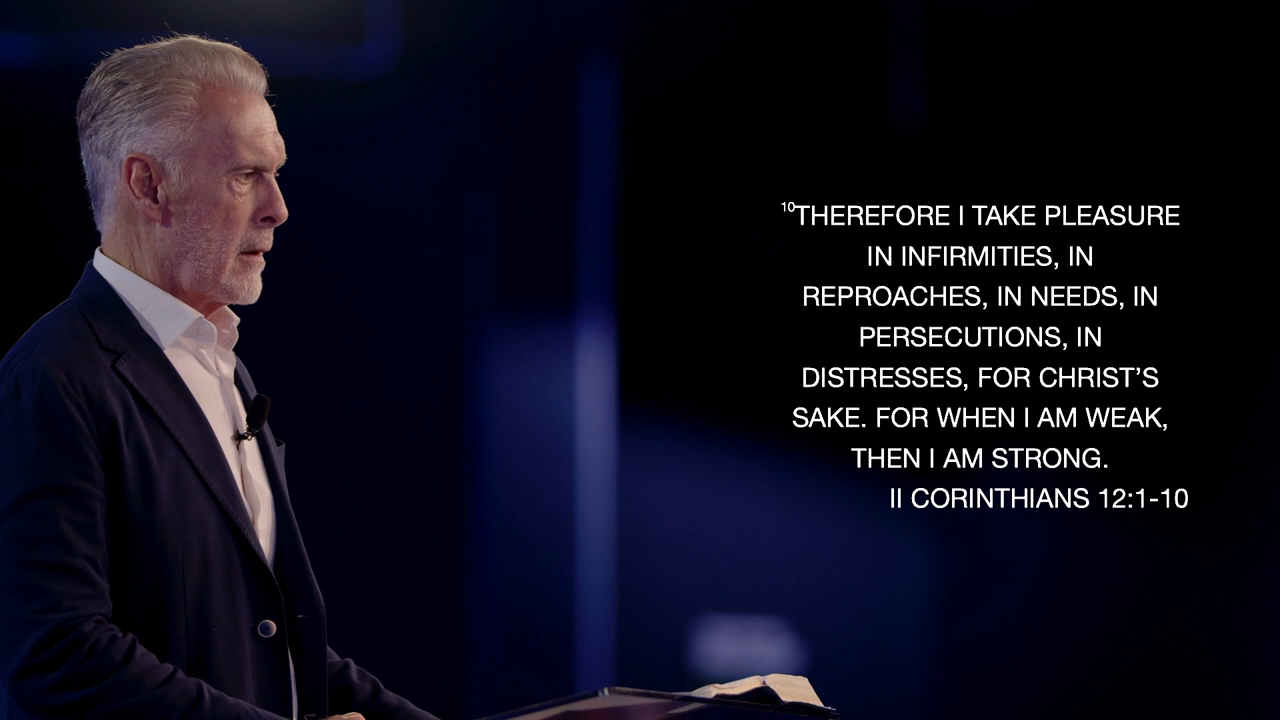 ¹⁰THEREFORE I TAKE PLEASURE
IN INFIRMITIES, IN
REPROACHES, IN NEEDS, IN
PERSECUTIONS, IN
DISTRESSES, FOR CHRIST’S
SAKE. FOR WHEN I AM WEAK,
THEN I AM STRONG.
II CORINTHIANS 12:1-10